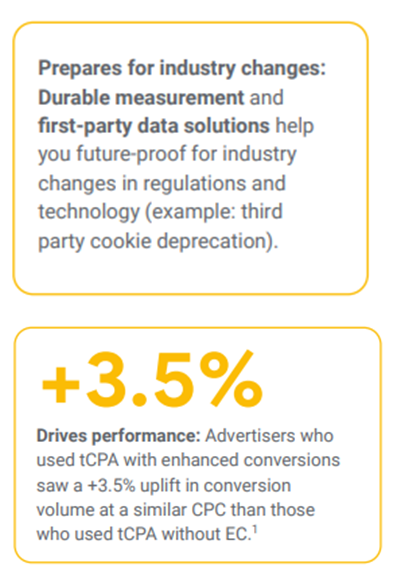 Prepares for industry changes:
Durable measurement and
first-party data solutions help
you future-proof for industry
changes in regulations and
technology (example: third
party cookie deprecation).
+3.5%
Drives performance: Advertisers who
used tCPA with enhanced conversions
saw a +3.5% uplift in conversion
volume at a similar CPC than those
who used tCPA without EC.1